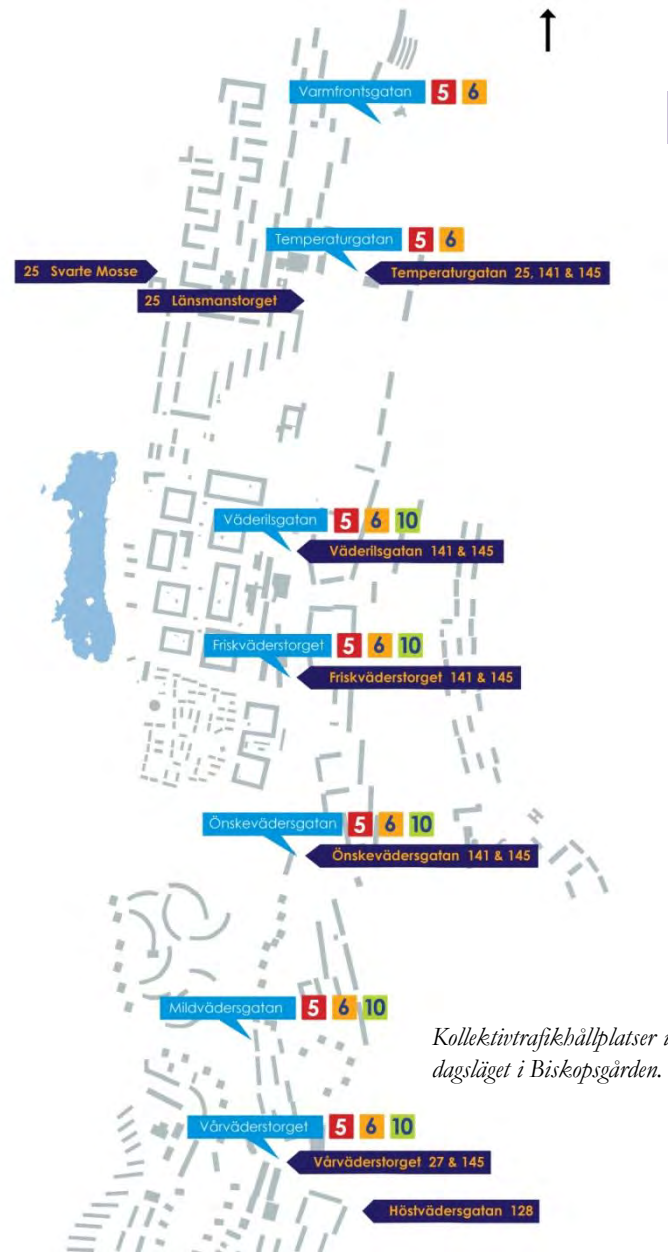 Varmfrontsgatan 5 6
Temperaturgatan 5 6
25 Svarte Mosse
Temperaturgatan 25, 141 & 145
25 Länsmanstorget
Väderilsgatan 5 6 10
Väderilsgatan 141 & 145
Friskväderstorget 5 6 10
Friskväderstorget 141 & 145
Önskevädersgatan 5 6 10
Önskevädersgatan 141 & 145
Mildvädersgatan 5 6 10
Kollektivtrafikhållplatser i
dagsläget i Biskopsgården.
Vårväderstorget 5 6 10
Vårväderstorget 27 & 145
Höstvädersgatan 128